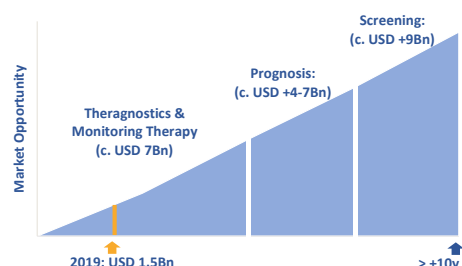 Screening:
(c. USD +9Bn)
Prognosis:
(c. USD +4-7Bn)
Theragnostics &
Monitoring Therapy
(c. USD 7Bn)
Market Opportunity
2019: USD 1.5Bn
> +10y